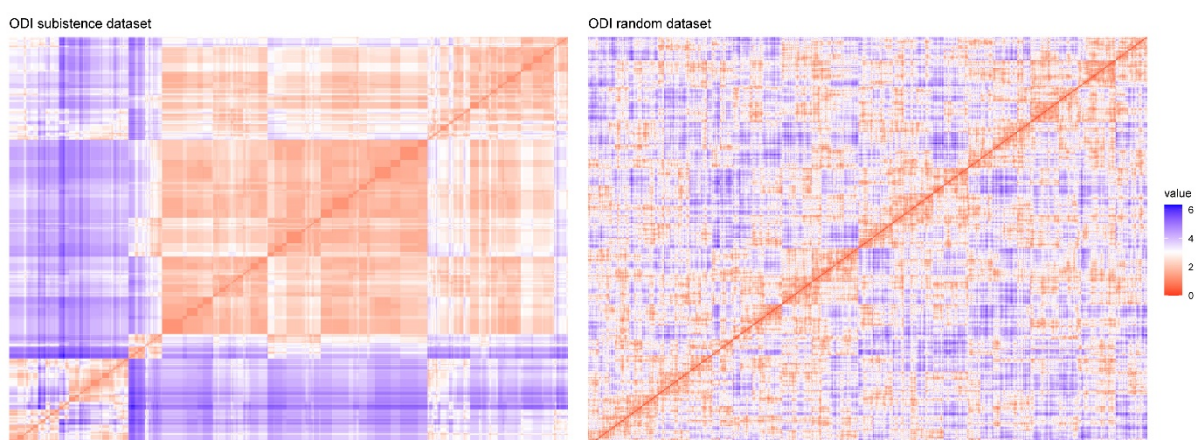 ODI subistence dataset
ODI random dataset
value
6
4
2
0